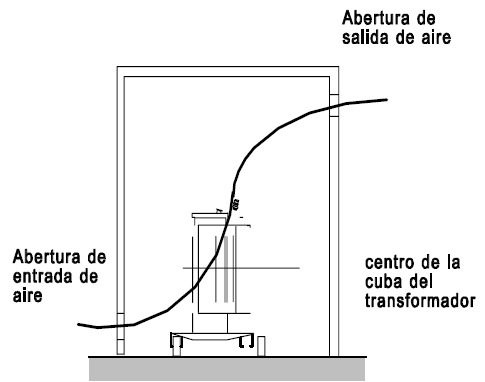 Abertura de
salida de aire
Abertura de
entrada de
aire
centro de la
cuba del
transformador